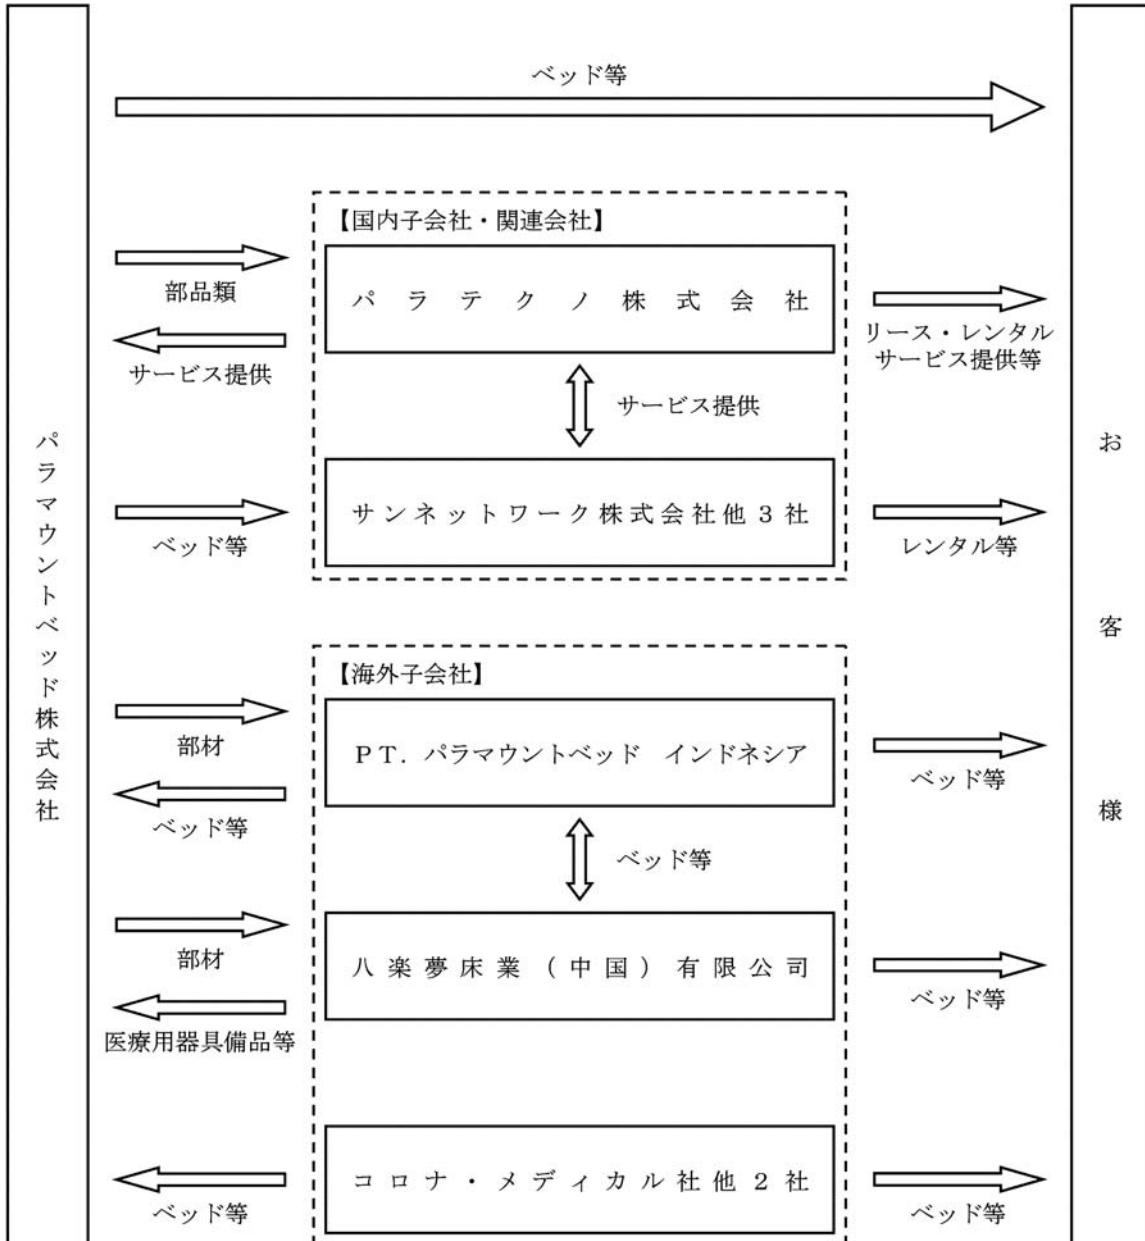 パラマウントベッド株式会社
ベッド等
【国内子会社・関連会社】
部品類
パラテクノ株式会社
サービス提供
リース・レンタル
サービス提供等
サービス提供
サンネットワーク株式会社他3社
ベッド等
レンタル等
【海外子会社】
部材
PT. パラマウントベッド インドネシア
ベッド等
ベッド等
ベッド等
部材
八楽夢床業(中国)有限公司
医療用器具備品等
ベッド等
コロナ・メディカル社他2社
ベッド等
ベッド等
お客様